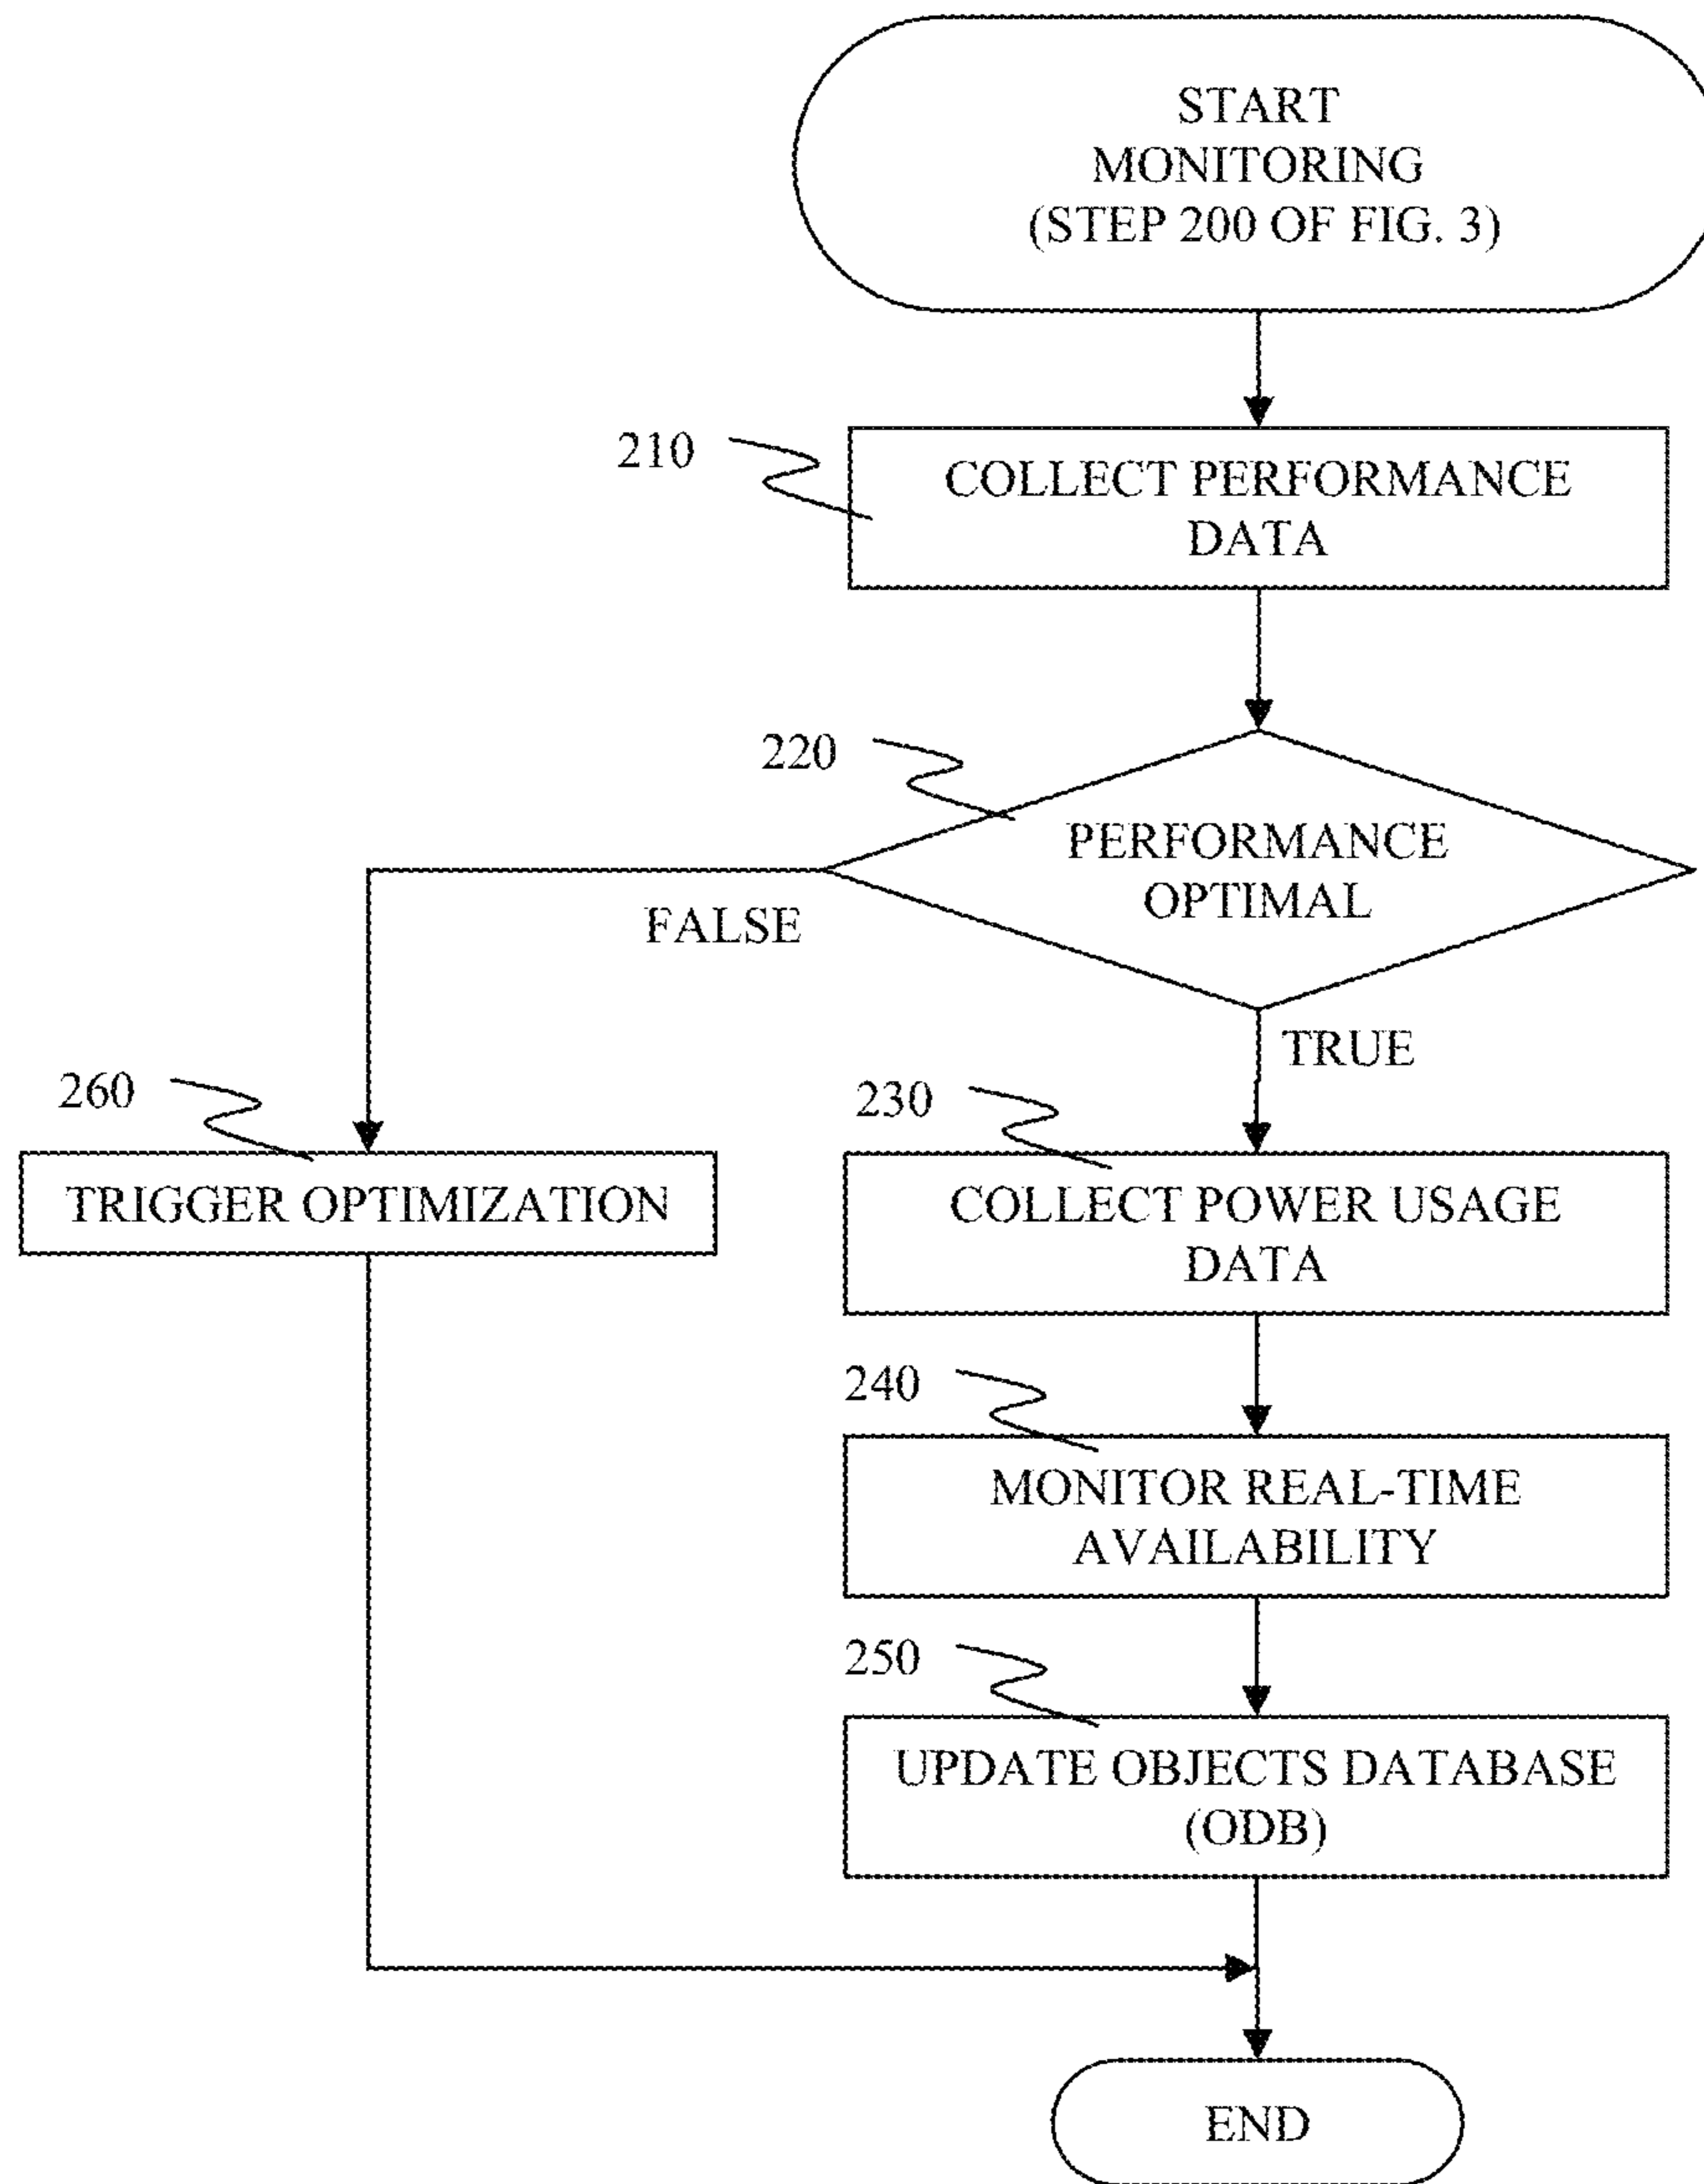 START
MONITORING
(STEP 200 OF FIG. 3)
210
COLLECT PERFORMANCE
DATA
220
PERFORMANCE
OPTIMAL
FALSE
TRUE
260
TRIGGER OPTIMIZATION
230
COLLECT POWER USAGE
DATA
240
MONITOR REAL-TIME
AVAILABILITY
250
UPDATE OBJECTS DATABASE
(ODB)
END